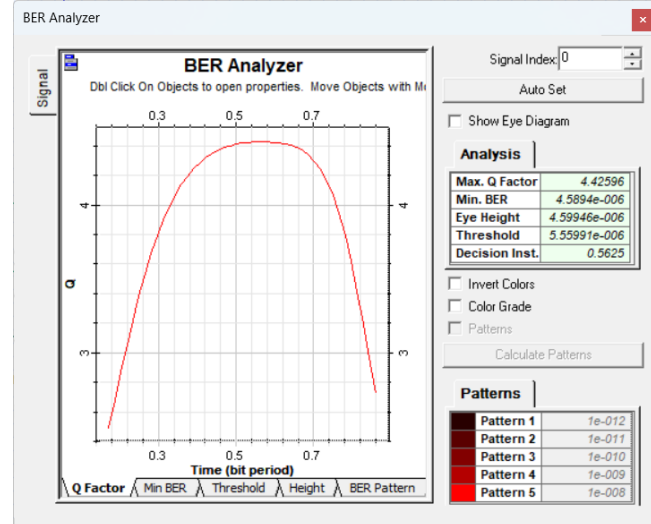 BER Analyzer
×
Signal
BER Analyzer
Dbl Click On Objects to open properties. Move Objects with M
0.3 0.5 0.7
4 4
Q
3 3
0.3 0.5 0.7
Time (bit period)
Q Factor Min BER Threshold Height BER Pattern
Signal Index: 0
Auto Set
Show Eye Diagram
Analysis
Max. Q Factor 4.42596
Min. BER 4.5894e-006
Eye Height 4.59946e-006
Threshold 5.55991e-006
Decision Inst. 0.5625
Invert Colors
Color Grade
Patterns
Calculate Patterns
Patterns
Pattern 1 1e-012
Pattern 2 1e-011
Pattern 3 1e-010
Pattern 4 1e-009
Pattern 5 1e-008